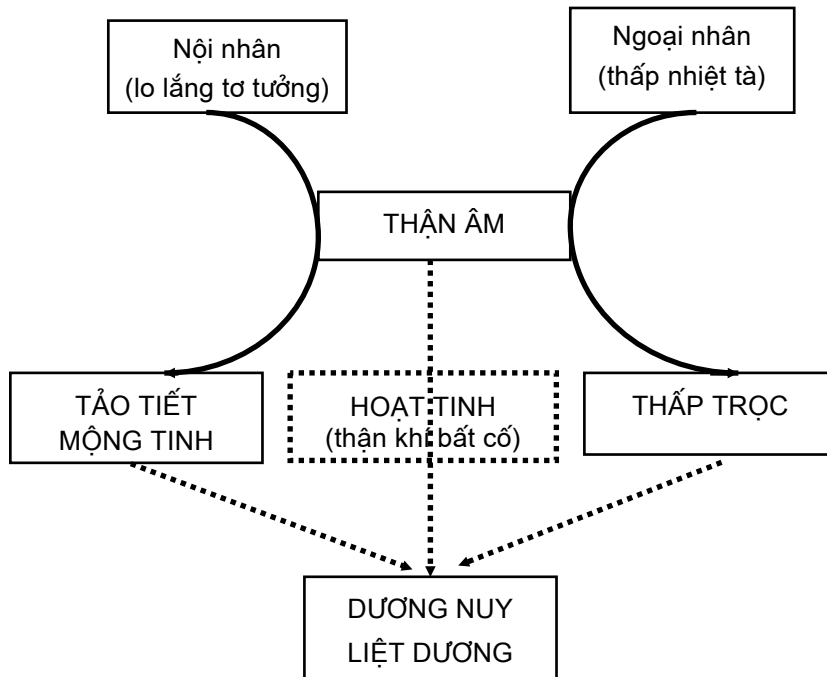 Nội nhân
(lo lắng tơ tưởng)
Ngoại nhân
(thấp nhiệt tà)
THẬN ÂM
TẢO TIẾT
MỘNG TINH
HOẠT TINH
(thận khí bất cố)
THẤP TRỌC
DƯƠNG NUY
LIỆT DƯƠNG